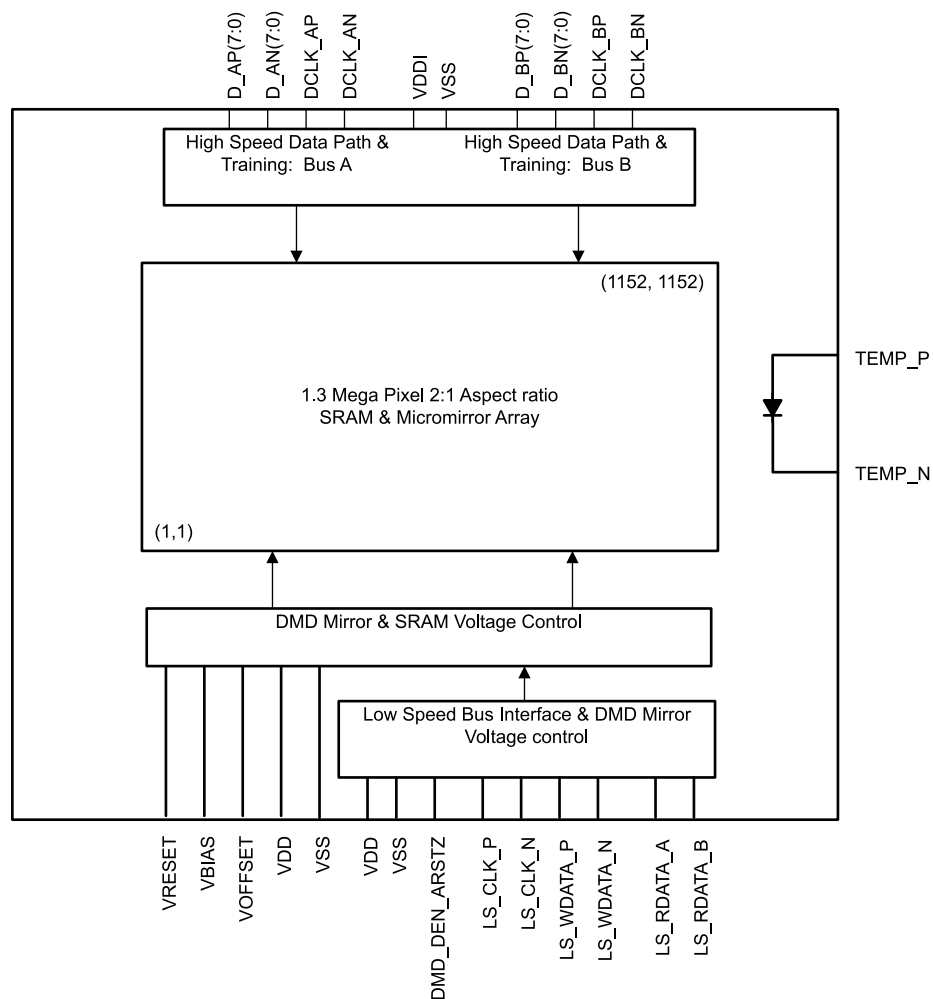 D_AP(7:0)
D_AN(7:0)
DCLK_AP
DCLK_AN
VDDI
VSS
D_BP(7:0)
D_BN(7:0)
DCLK_BP
DCLK_BN
High Speed Data Path &
Training: Bus A
High Speed Data Path &
Training: Bus B
(1152, 1152)
1.3 Mega Pixel 2:1 Aspect ratio
SRAM & Micromirror Array
(1,1)
TEMP_P
TEMP_N
DMD Mirror & SRAM Voltage Control
Low Speed Bus Interface & DMD Mirror
Voltage control
VRESET
VBIAS
VOFFSET
VDD
VSS
VDD
VSS
DMD_DEN_ARSTZ
LS_CLK_P
LS_CLK_N
LS_WDATA_P
LS_WDATA_N
LS_RDATA_A
LS_RDATA_B